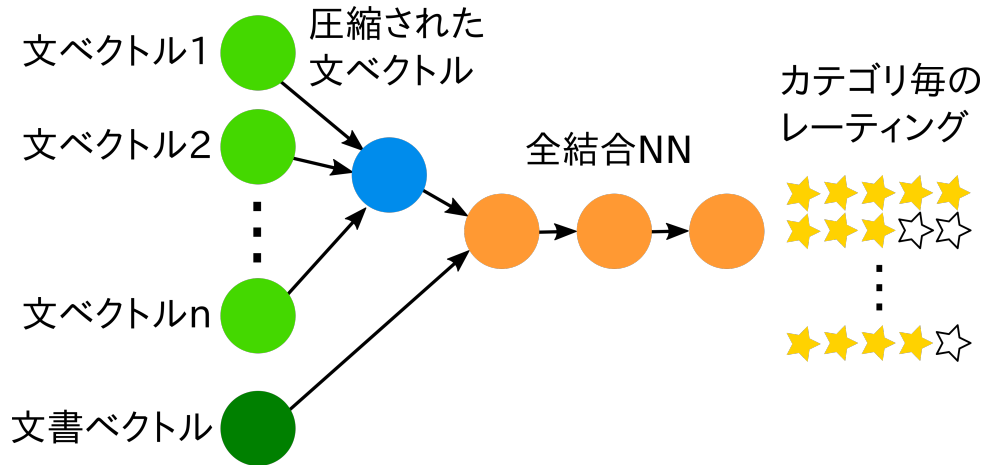 文ベクトル1
圧縮された
文ベクトル
カテゴリ毎の
レーティング
文ベクトル2
全結合NN
文ベクトルn
文書ベクトル